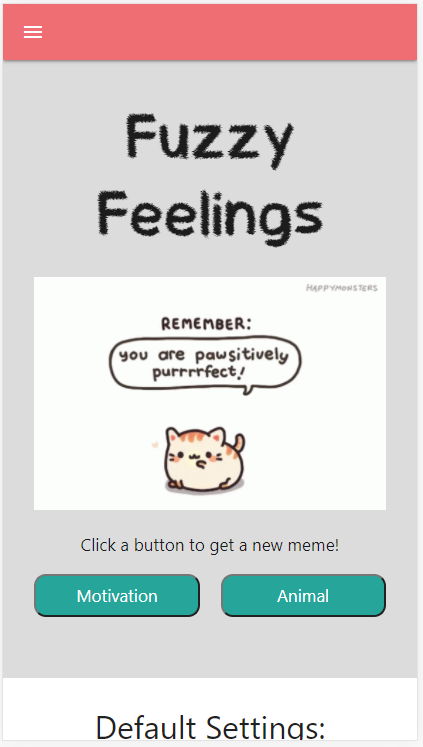 Fuzzy
Feelings
HAPPYMONSTERS
REMEMBER:
you are pawsitively
purrrrfect!
Click a button to get a new meme!
Motivation
Animal
Default Settings: